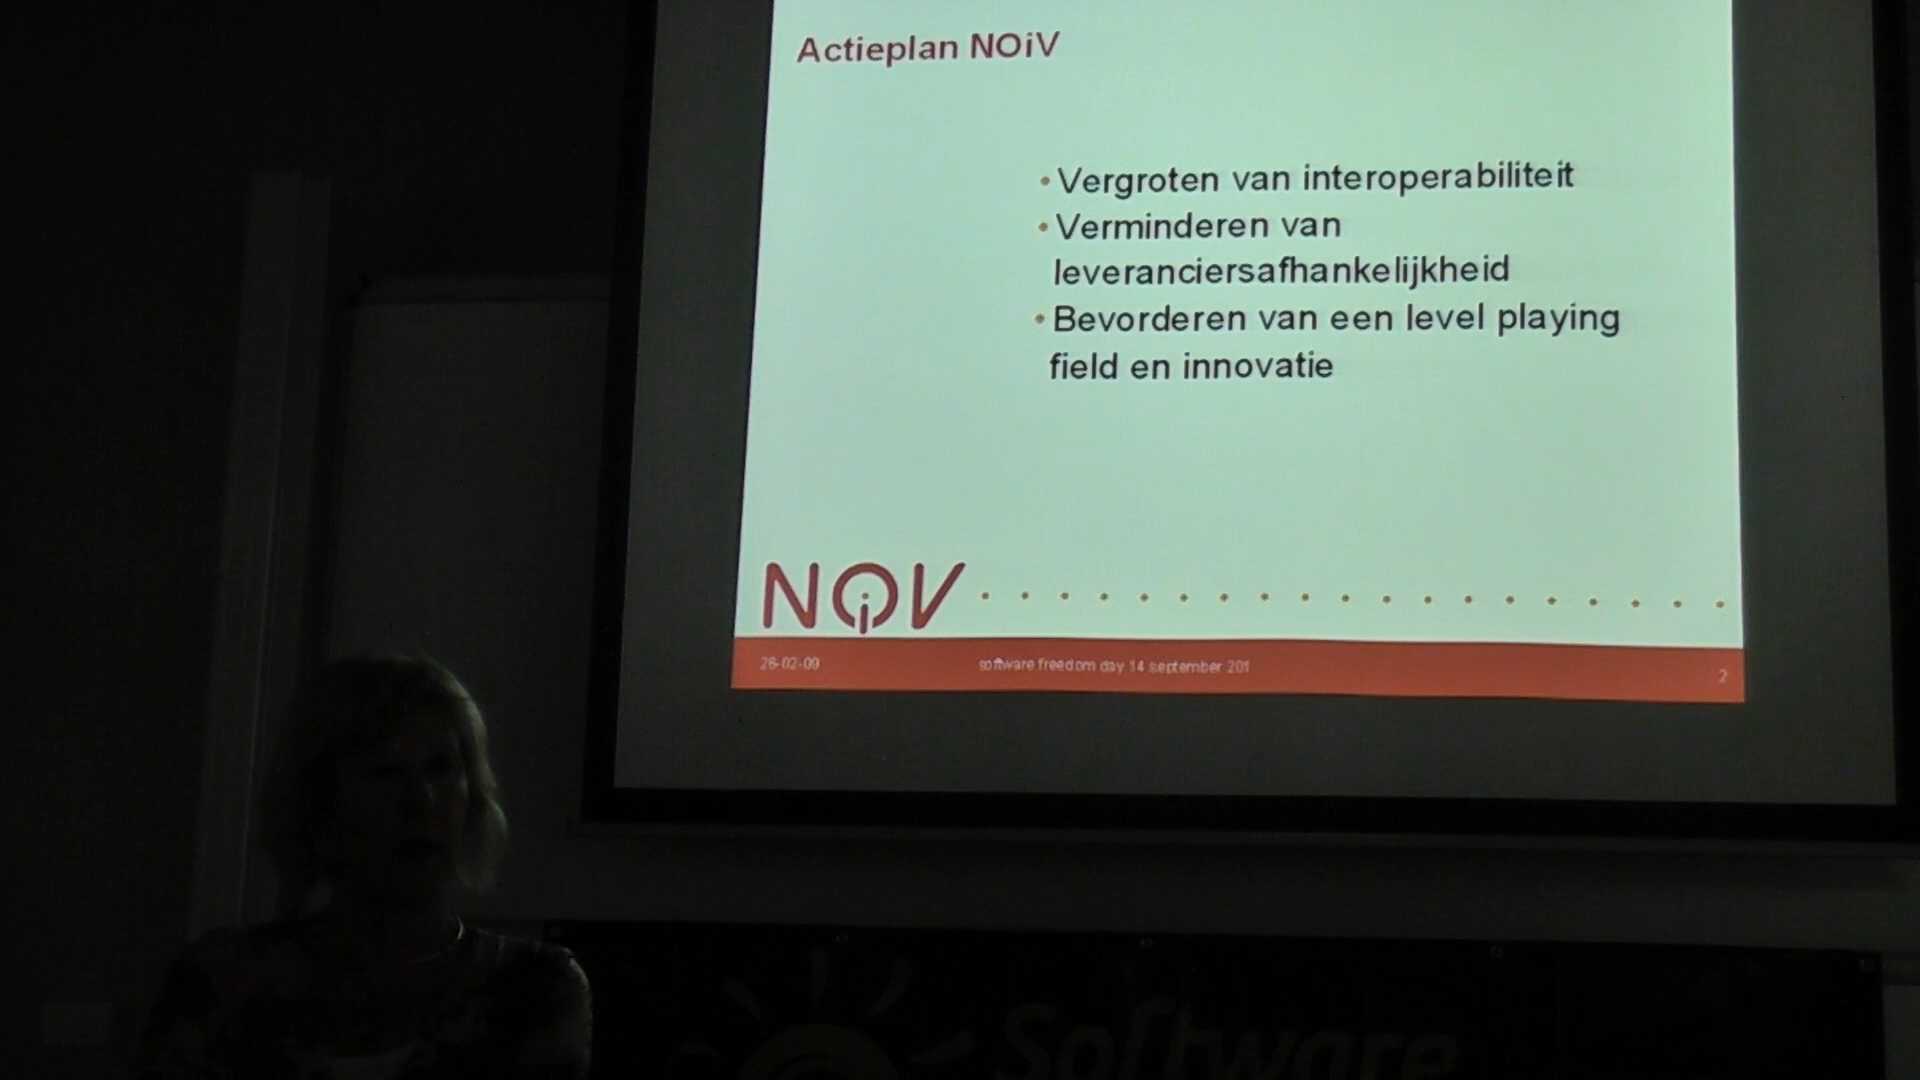 Actieplan NOiV
• Vergroten van interoperabiliteit
• Verminderen van
leveranciersafhankelijkheid
• Bevorderen van een level playing
field en innovatie
NOiV
26-02-09 software freedom day 14 september 201 2
Software